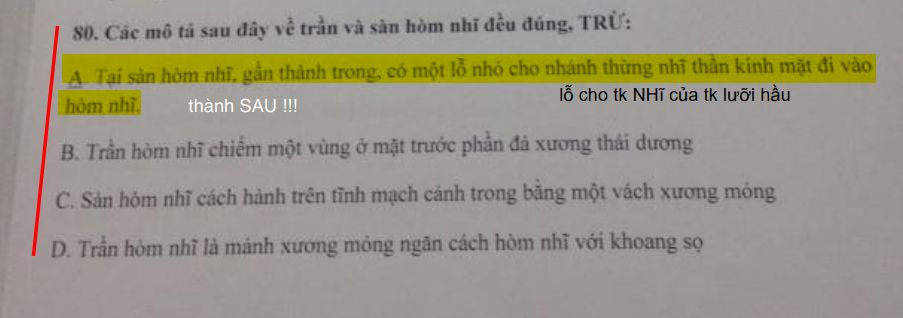 80. Các mô tả sau đây về trần và sàn hòm nhĩ đều đúng, TRỪ:
A. Tại sàn hòm nhĩ, gần thành trong, có một lỗ nhỏ cho nhánh thừng nhĩ thần kinh mặt đi vào
hòm nhĩ.
thành SAU !!!
lỗ cho tk NHĩ của tk lưỡi hầu
B. Trần hòm nhĩ chiếm một vùng ở mặt trước phần đá xương thái dương
C. Sàn hòm nhĩ cách hành trên tĩnh mạch cảnh trong bằng một vách xương mỏng
D. Trần hòm nhĩ là mảnh xương mỏng ngăn cách hòm nhĩ với khoang sọ